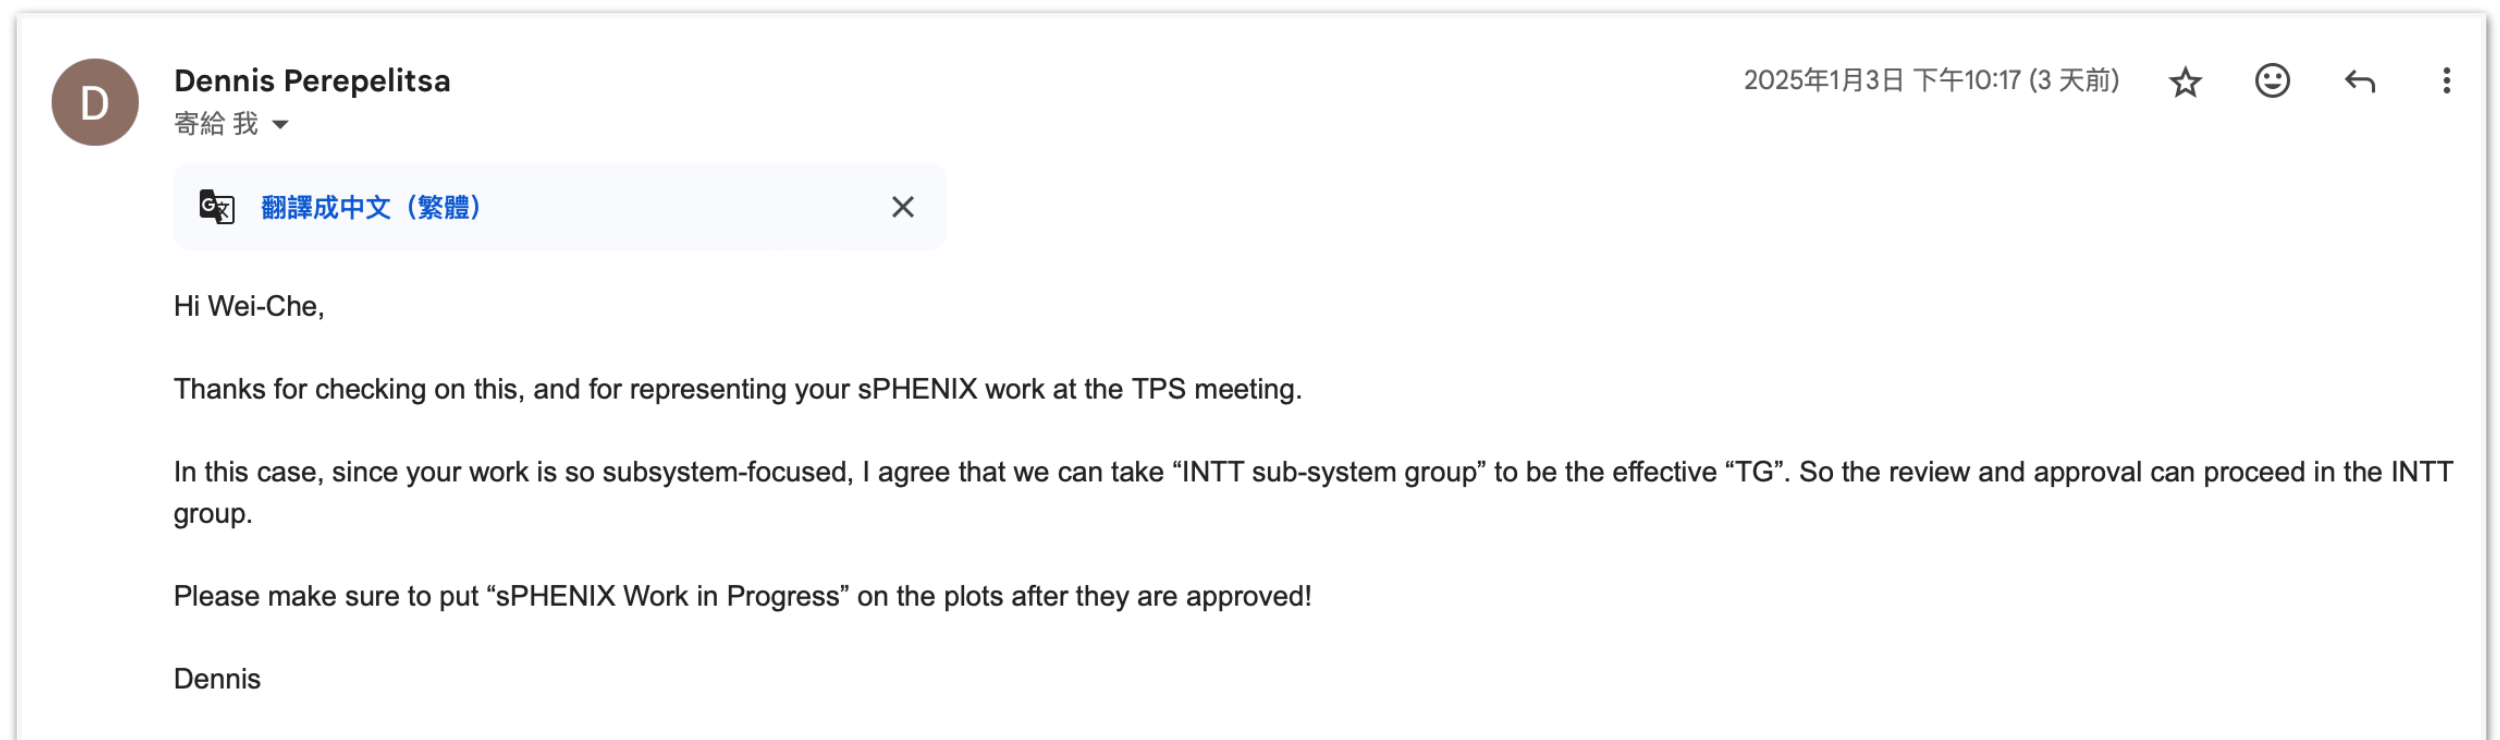 D
Dennis Perepelitsa
2025年1月3日 下午10:17 (3 天前)
寄給 我
G文
翻譯成中文（繁體）
Hi Wei-Che,
Thanks for checking on this, and for representing your sPHENIX work at the TPS meeting.
In this case, since your work is so subsystem-focused, I agree that we can take “INTT sub-system group” to be the effective “TG”. So the review and approval can proceed in the INTT
group.
Please make sure to put “sPHENIX Work in Progress” on the plots after they are approved!
Dennis